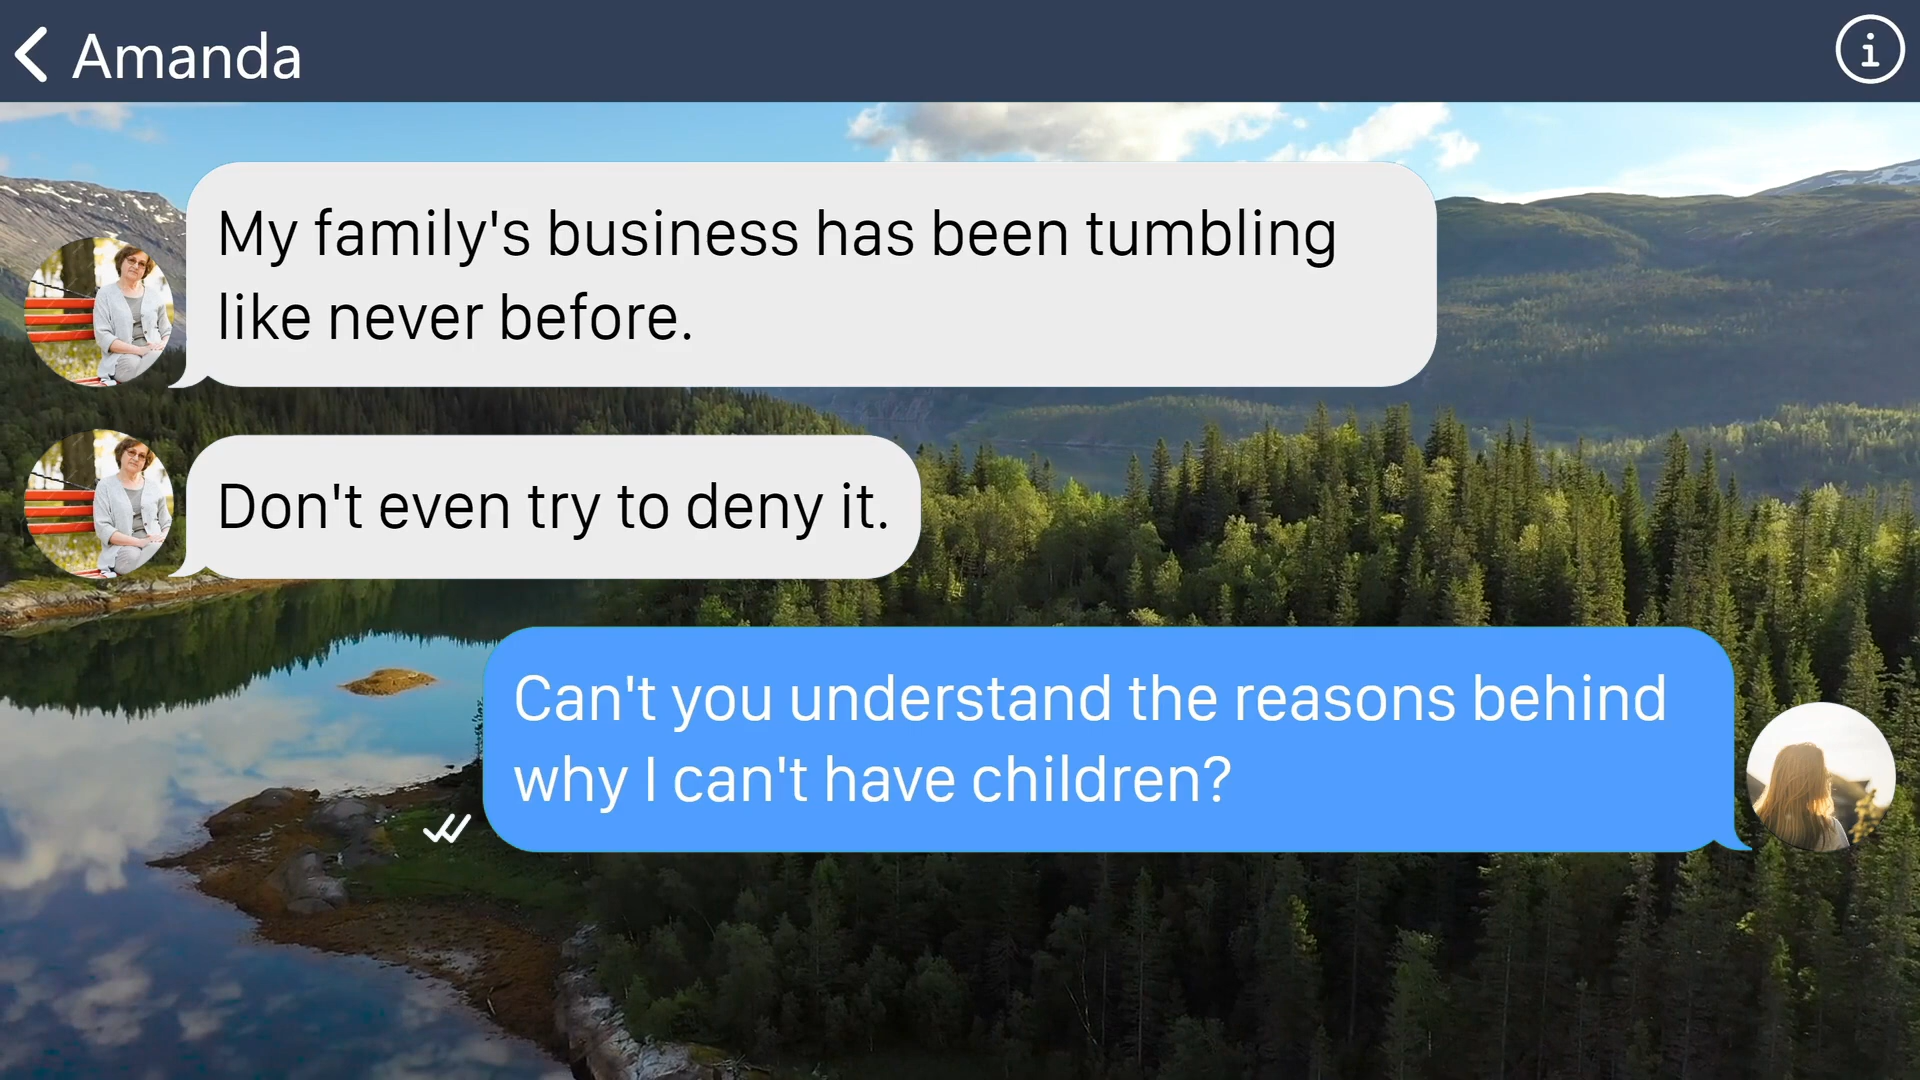 Amanda
My family's business has been tumbling
like never before.
Don't even try to deny it.
Can't you understand the reasons behind
why I can't have children?